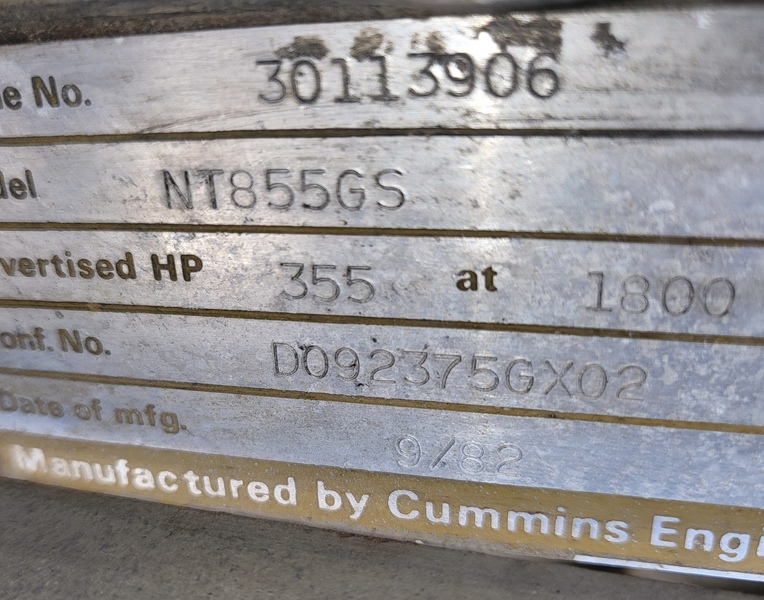 e No. 30113906
del NT855GS
vertised HP 355 at 1800
onf. No. D092375GX02
Date of mfg. 9/82
Manufactured by Cummins Engi